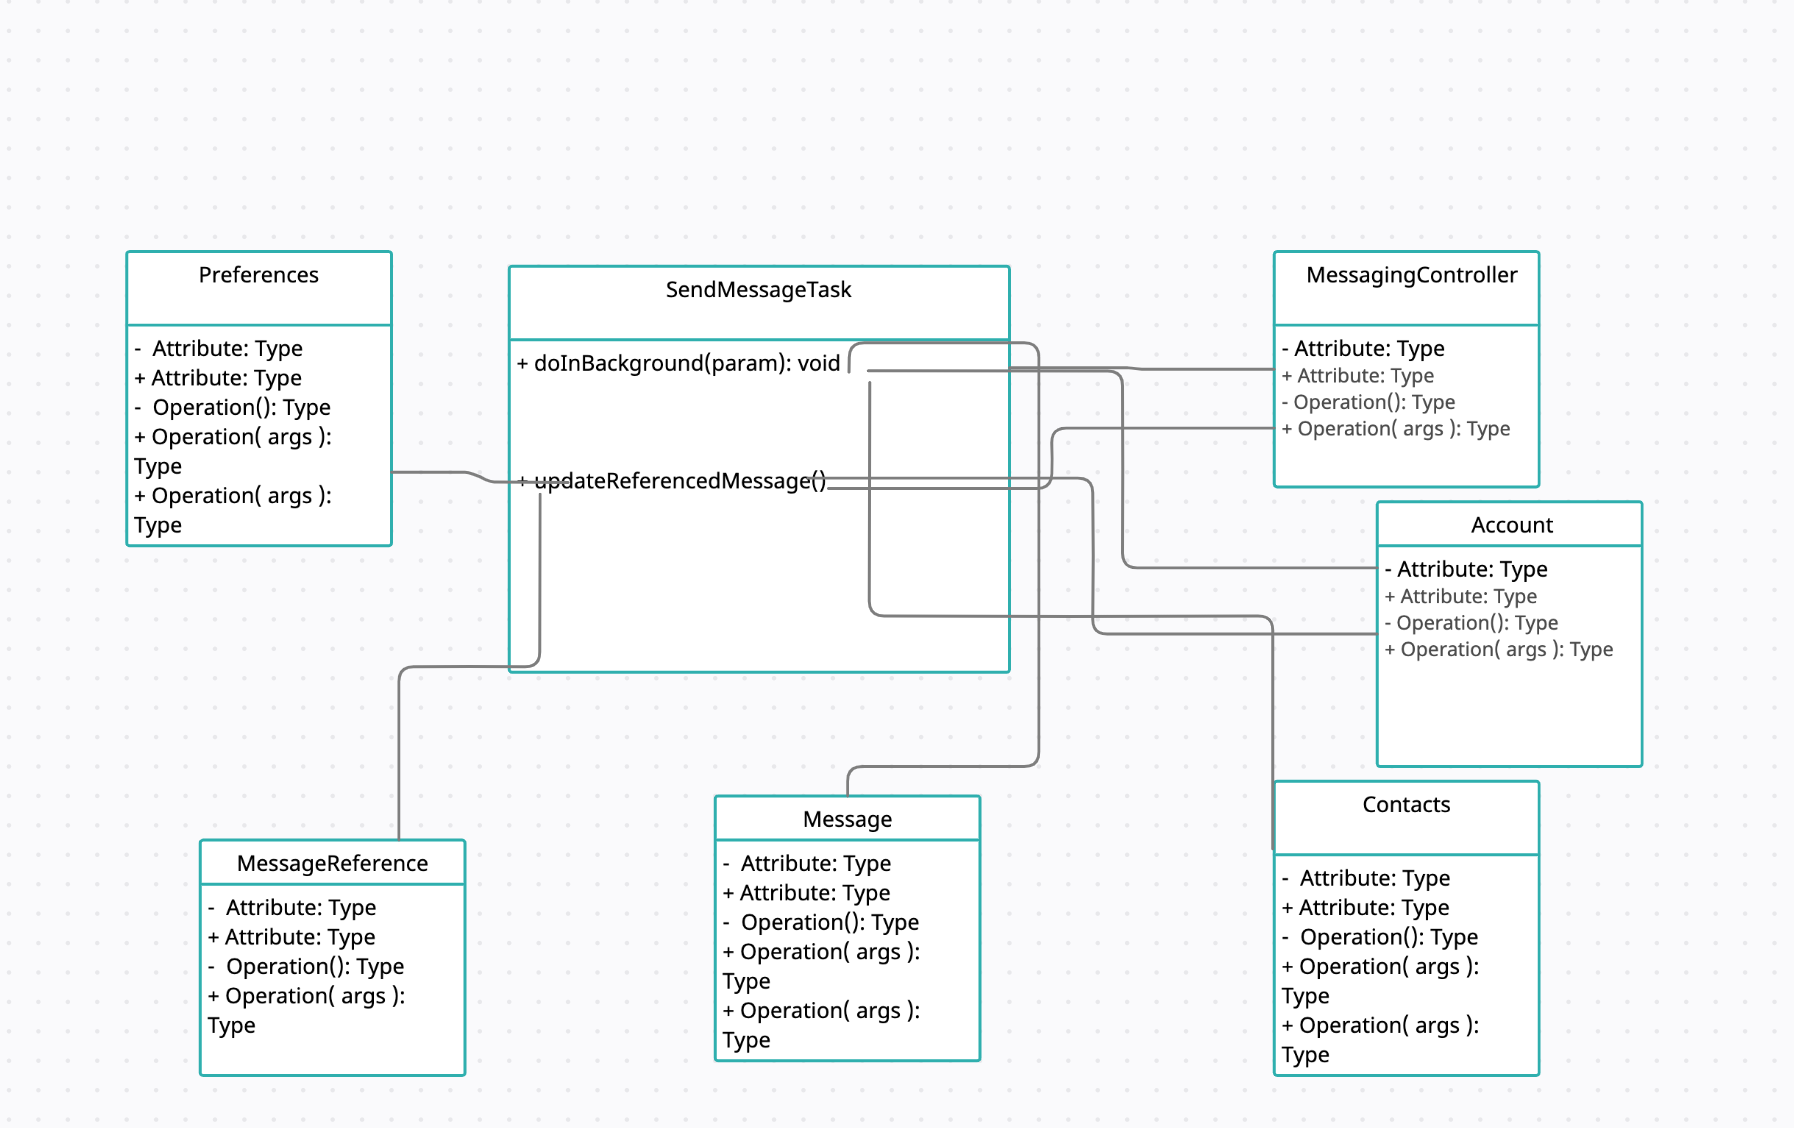 Preferences
- Attribute: Type
+ Attribute: Type
- Operation(): Type
+ Operation( args ):
Type
+ Operation( args ):
Type
SendMessageTask
+ doInBackground(param): void
+ updateReferencedMessage()
MessagingController
- Attribute: Type
+ Attribute: Type
- Operation(): Type
+ Operation( args ): Type
Account
- Attribute: Type
+ Attribute: Type
- Operation(): Type
+ Operation( args ): Type
MessageReference
- Attribute: Type
+ Attribute: Type
- Operation(): Type
+ Operation( args ):
Type
Message
- Attribute: Type
+ Attribute: Type
- Operation(): Type
+ Operation( args ):
Type
+ Operation( args ):
Type
Contacts
- Attribute: Type
+ Attribute: Type
- Operation(): Type
+ Operation( args ):
Type
+ Operation( args ):
Type